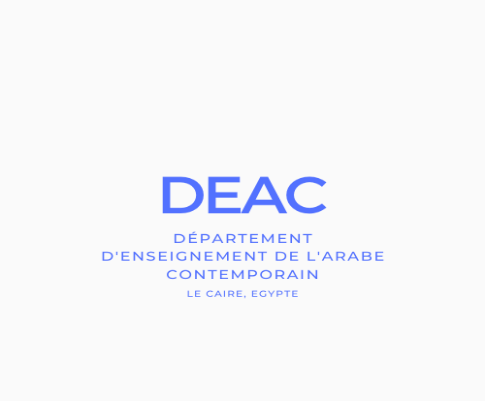 DEAC
DÉPARTEMENT
D'ENSEIGNEMENT DE L'ARABE
CONTEMPORAIN
LE CAIRE, EGYPTE